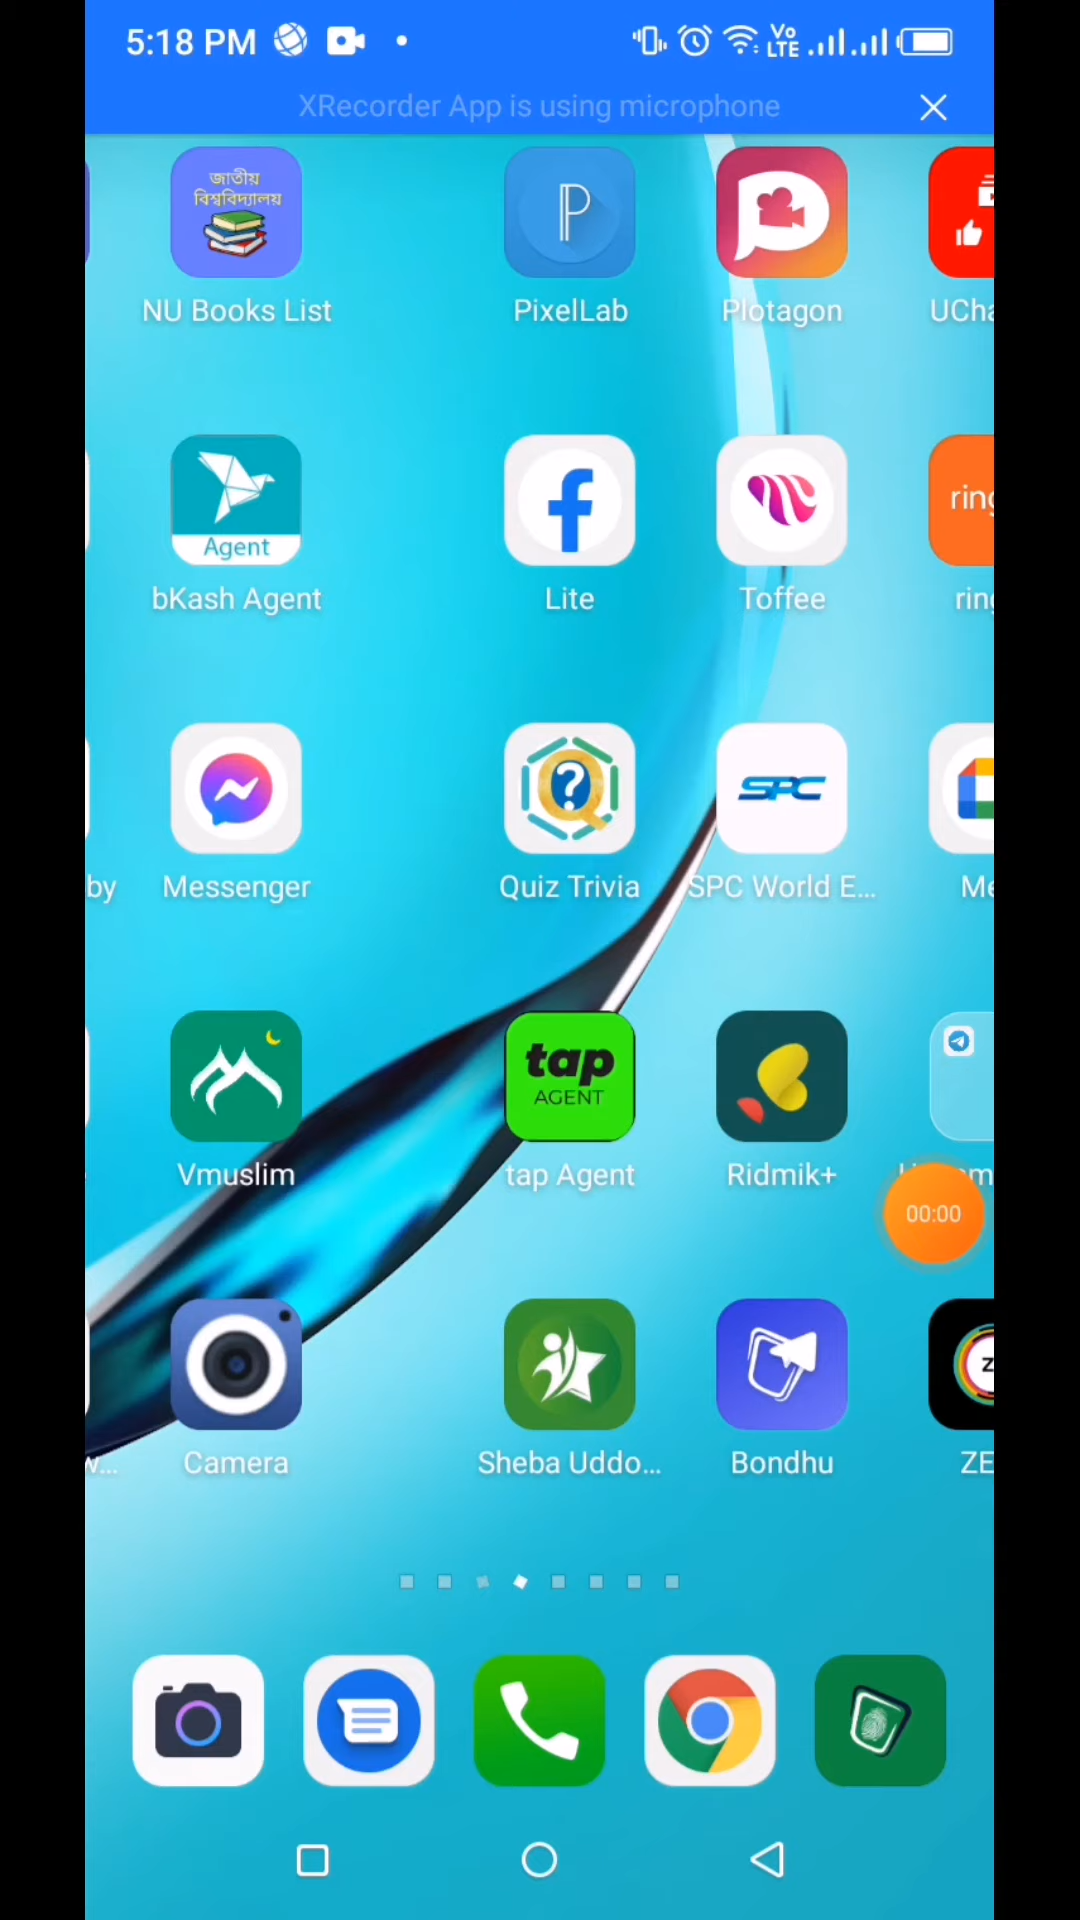 5:18 PM
Vo
LTE
XRecorder App is using microphone
জাতীয়
বিশ্ববিদ্যালয়
NU Books List
PixelLab
Plotagon
UCha
Agent
bKash Agent
Lite
Toffee
ring
ring
Messenger
Quiz Trivia
SPC
SPC World E...
Me
by
tap
AGENT
Vmuslim
tap Agent
Ridmik+
00:00
Z
w...
Camera
Sheba Uddo...
Bondhu
ZE